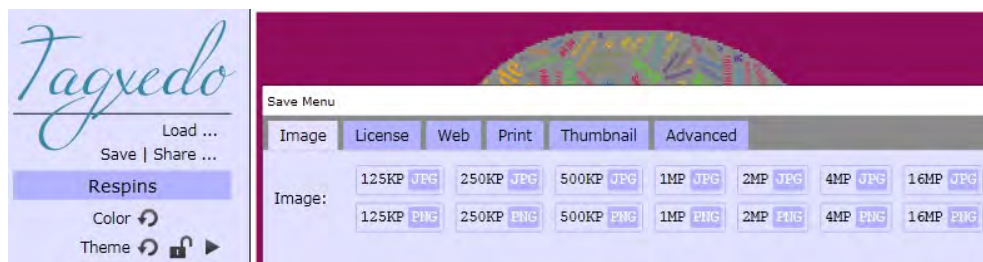 Tagxedo
Load ...
Save | Share ...
Respins
Color
Theme
Save Menu
Image License Web Print Thumbnail Advanced
Image:
125KP JPG 250KP JPG 500KP JPG 1MP JPG 2MP JPG 4MP JPG 16MP JPG
125KP PNG 250KP PNG 500KP PNG 1MP PNG 2MP PNG 4MP PNG 16MP PNG